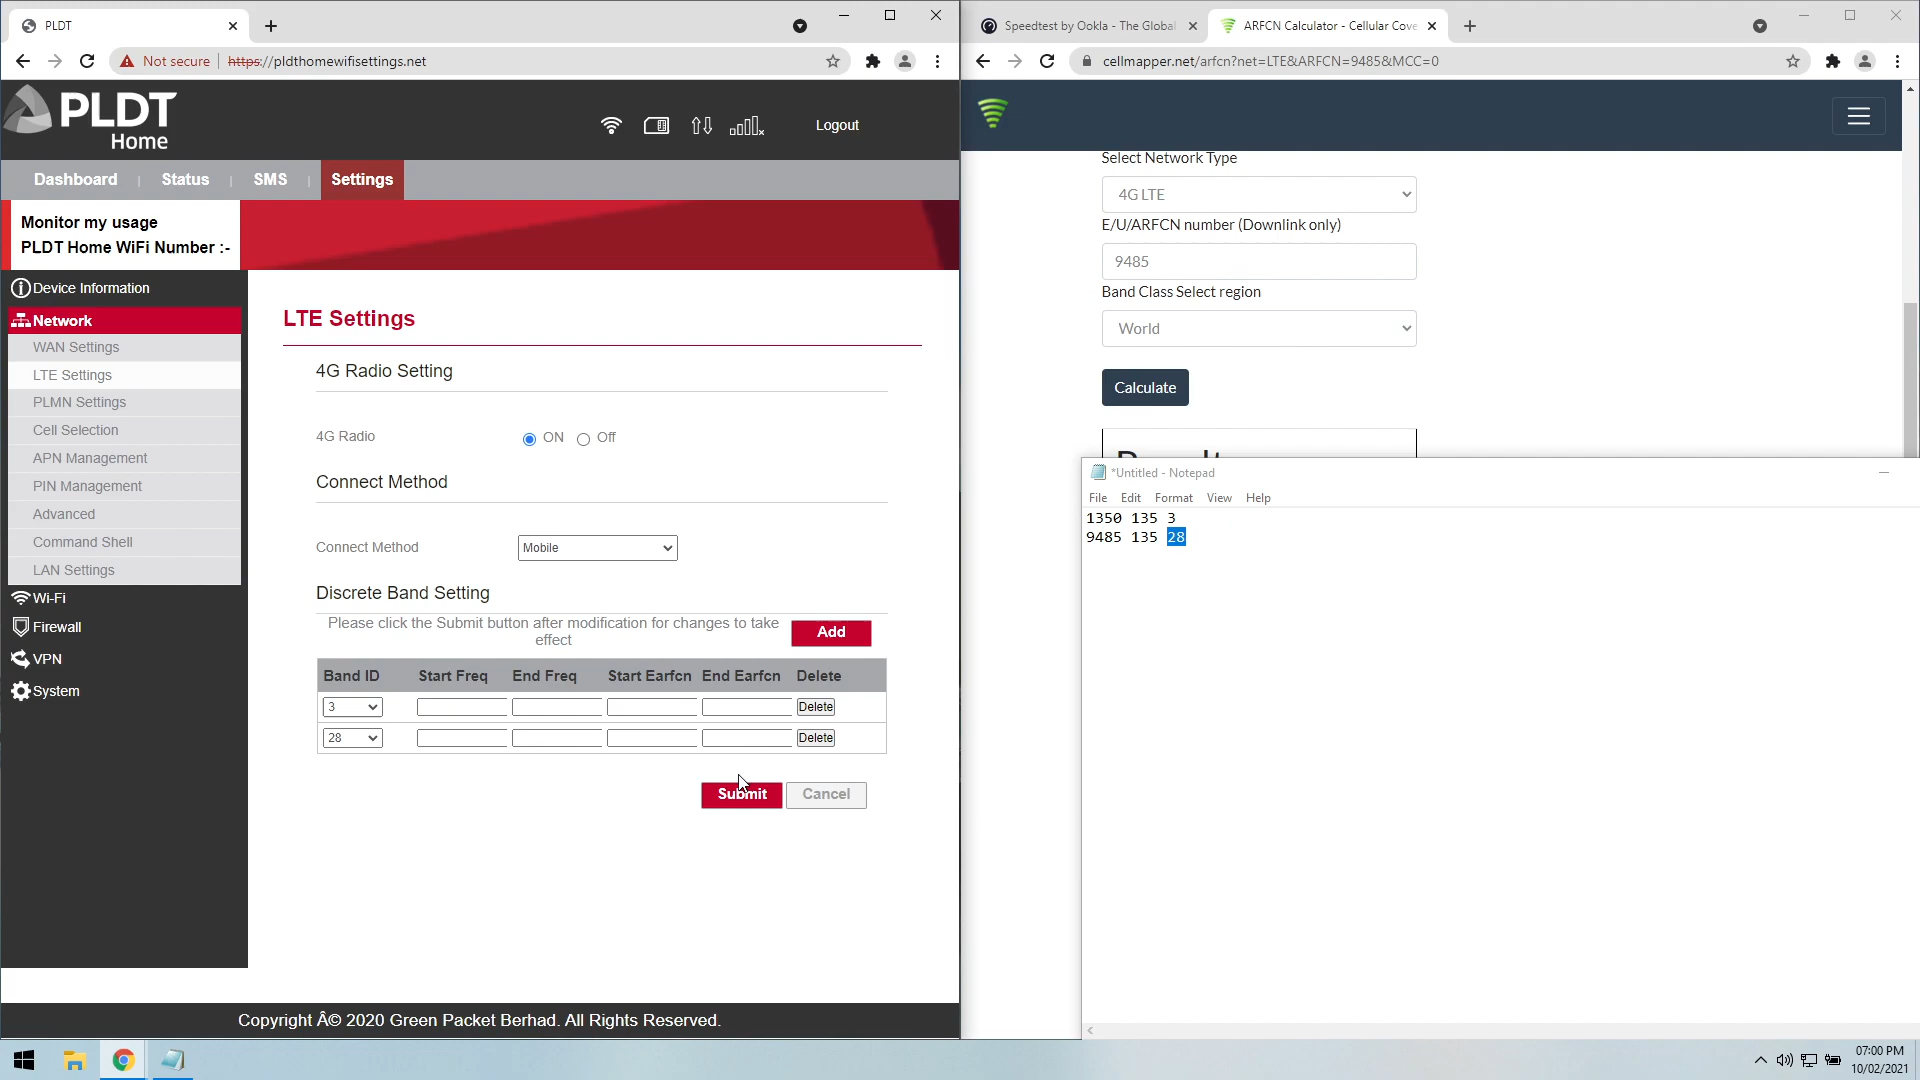 PLDT
Not secure
https://pldthomewifisettings.net
PLDT
Home
Logout
Dashboard | Status | SMS | Settings
Monitor my usage
PLDT Home WiFi Number :-
Device Information
Network
WAN Settings
LTE Settings
PLMN Settings
Cell Selection
APN Management
PIN Management
Advanced
Command Shell
LAN Settings
Wi-Fi
Firewall
VPN
System
LTE Settings
4G Radio Setting
4G Radio ON Off
Connect Method
Connect Method Mobile
Discrete Band Setting
Please click the Submit button after modification for changes to take
effect
Add
Band ID Start Freq End Freq Start Earfcn End Earfcn Delete
3 Delete
28 Delete
Submit Cancel
Copyright Â© 2020 Green Packet Berhad. All Rights Reserved.
Speedtest by Ookla - The Global
ARFCN Calculator - Cellular Cove
cellmapper.net/arfcn?net=LTE&ARFCN=9485&MCC=0
Select Network Type
4G LTE
E/U/ARFCN number (Downlink only)
9485
Band Class Select region
World
Calculate
*Untitled - Notepad
File Edit Format View Help
1350 135 3
9485 135 28
07:00 PM
10/02/2021